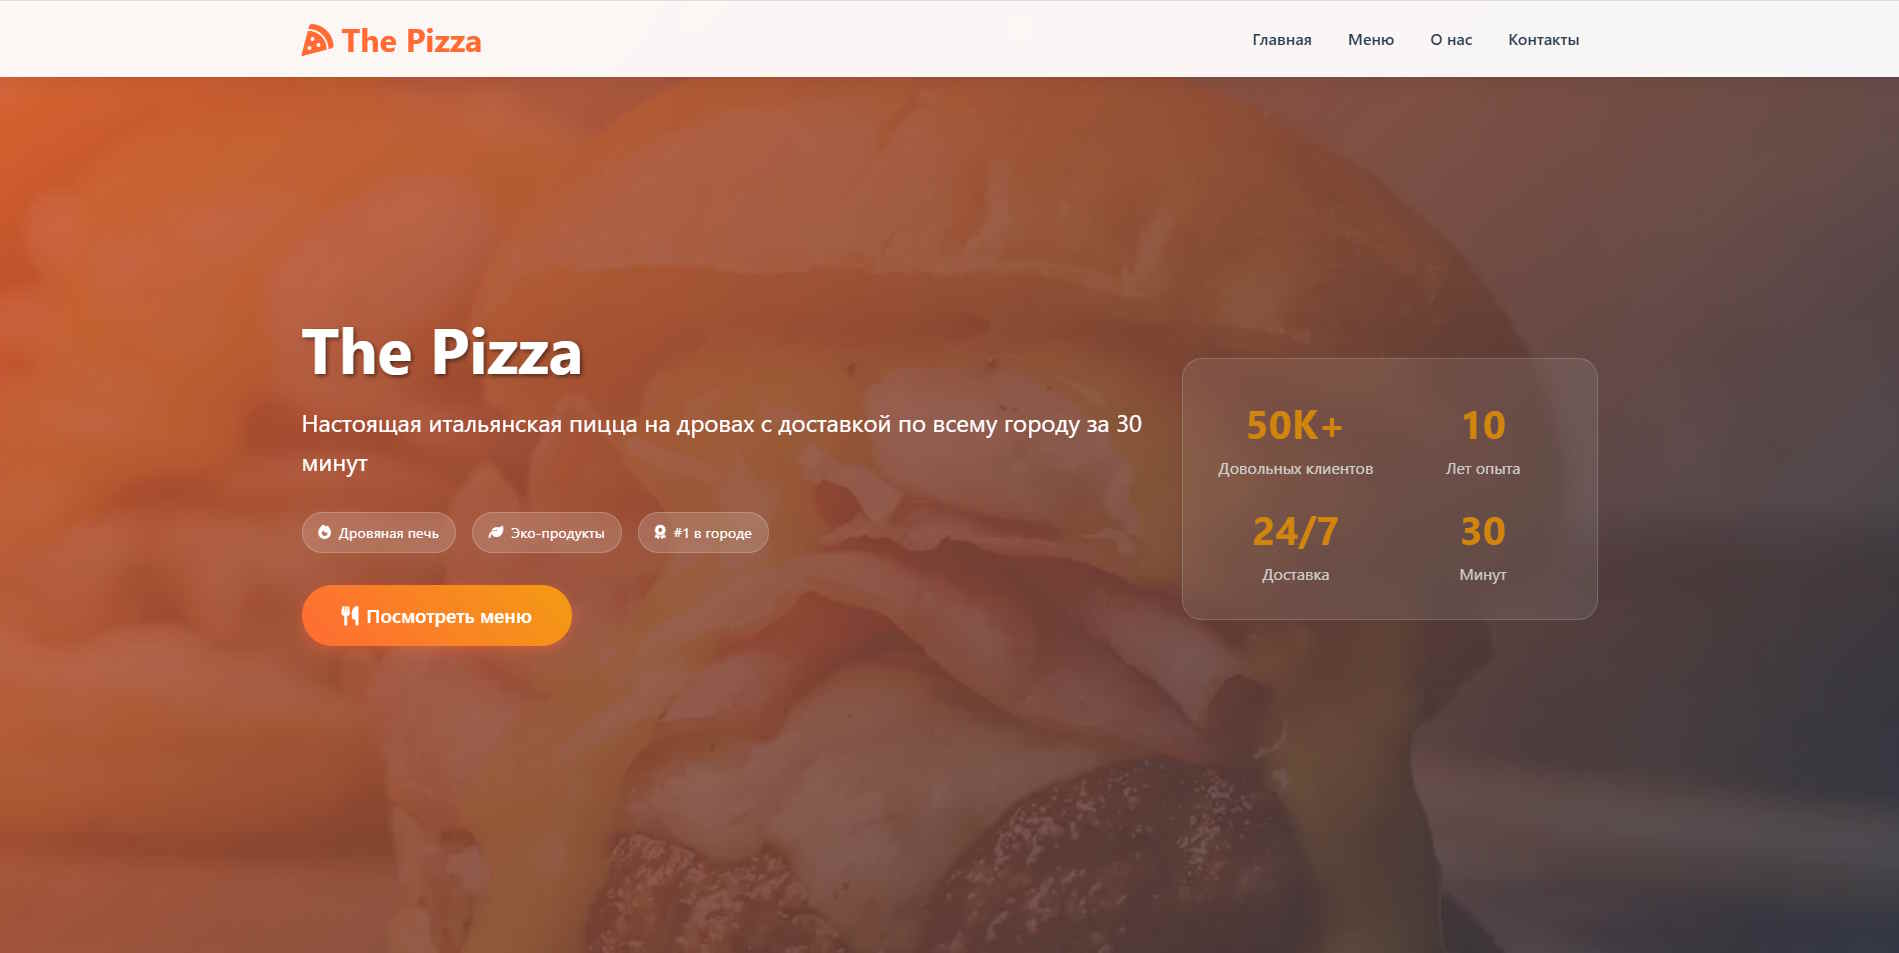 The Pizza
Главная
Меню
О нас
Контакты
The Pizza
Настоящая итальянская пицца на дровах с доставкой по всему городу за 30
минут
Дровяная печь
Эко-продукты
#1 в городе
Посмотреть меню
50K+
Довольных клиентов
10
Лет опыта
24/7
Доставка
30
Минут